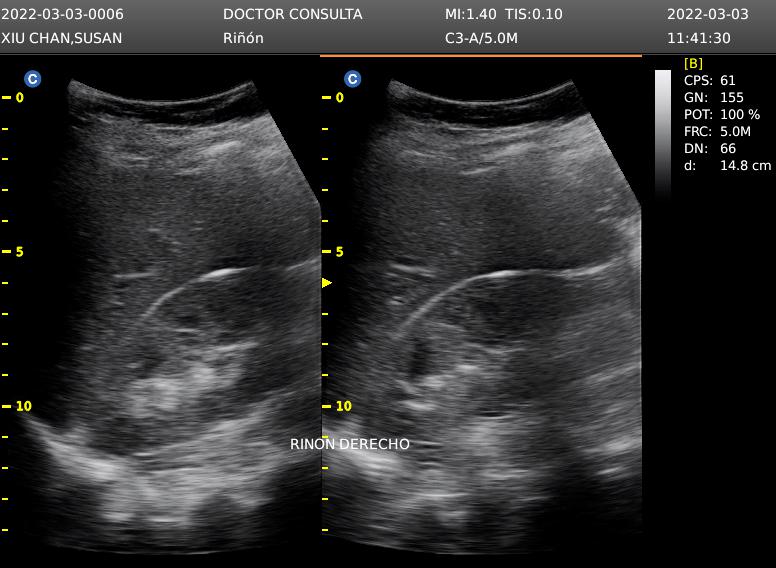 2022-03-03-0006 DOCTOR CONSULTA MI:1.40 TIS:0.10 2022-03-03
XIU CHAN,SUSAN Riñón C3-A/5.0M 11:41:30
C C [B]
0 0 CPS: 61
GN: 155
POT: 100 %
FRC: 5.0M
DN: 66
d: 14.8 cm
5 5
10 10
RINON DERECHO